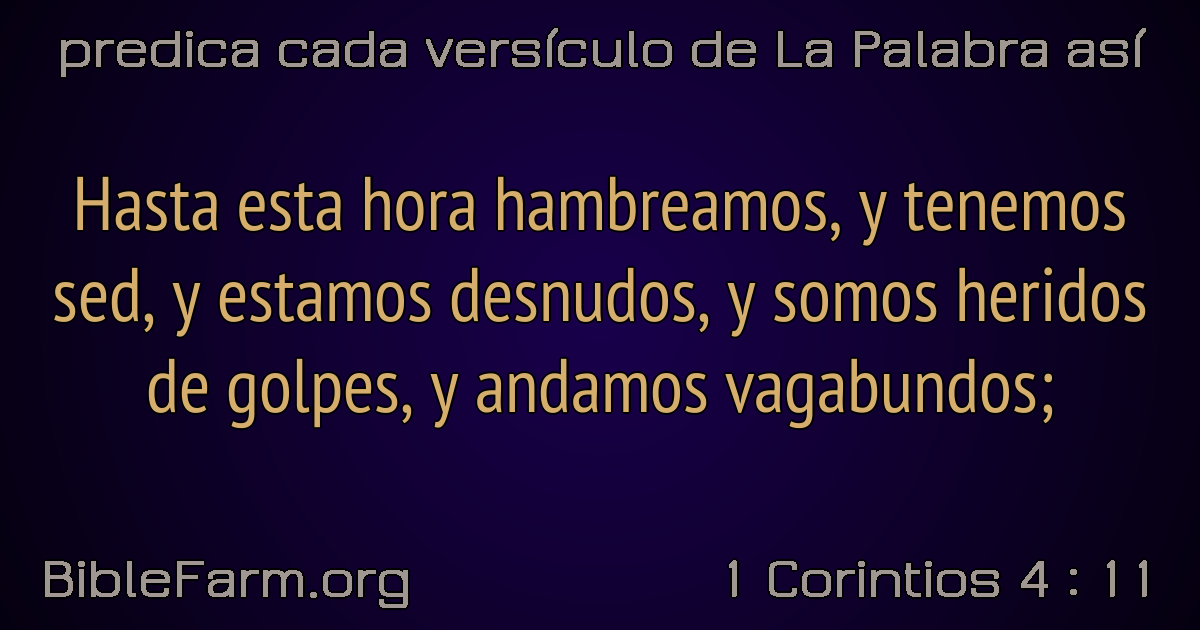 predica cada versículo de La Palabra así
Hasta esta hora hambreamos, y tenemos
sed, y estamos desnudos, y somos heridos
de golpes, y andamos vagabundos;
BibleFarm.org
1 Corintios 4 : 11